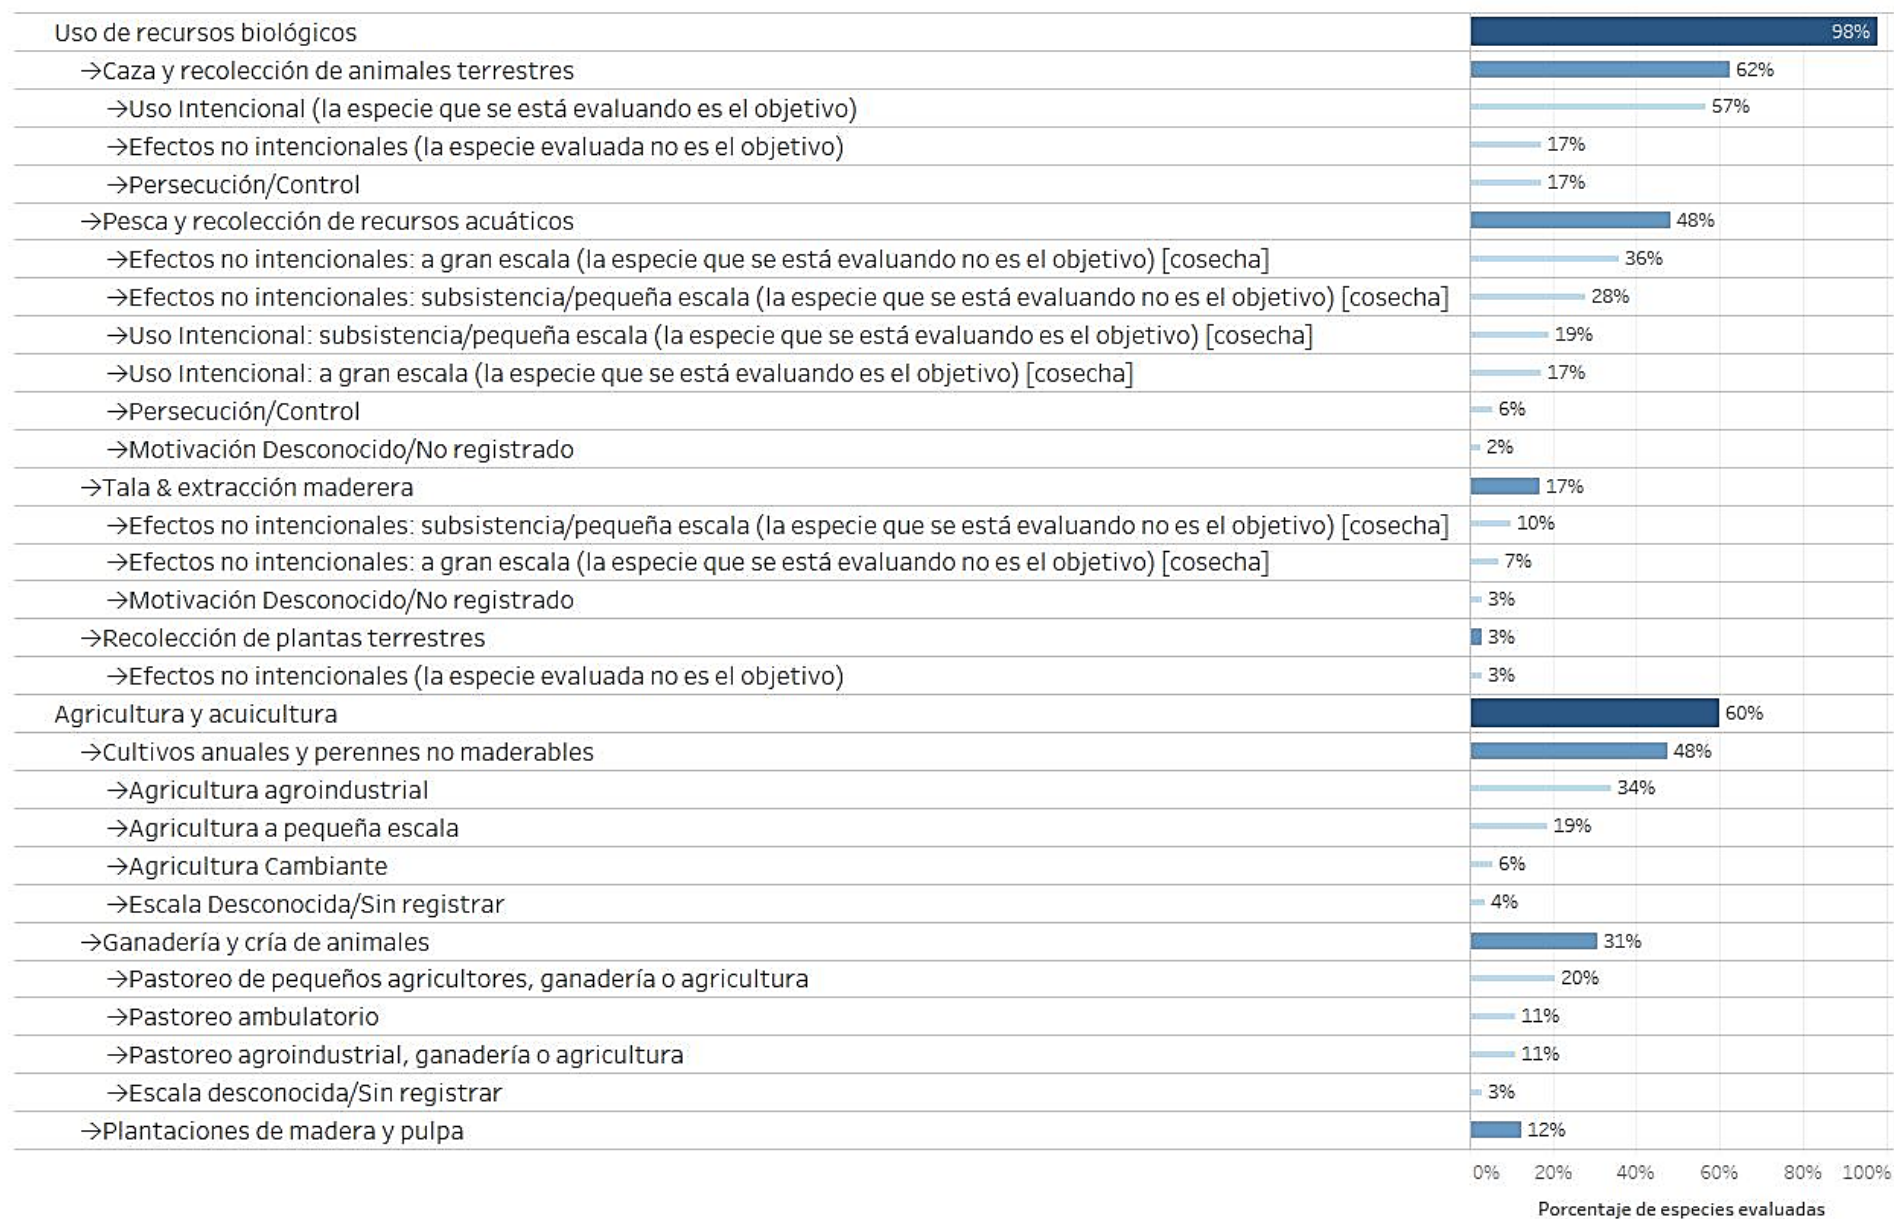 Uso de recursos biológicos 98%
→Caza y recolección de animales terrestres 62%
→Uso Intencional (la especie que se está evaluando es el objetivo) 57%
→Efectos no intencionales (la especie evaluada no es el objetivo) 17%
→Persecución/Control 17%
→Pesca y recolección de recursos acuáticos 48%
→Efectos no intencionales: a gran escala (la especie que se está evaluando no es el objetivo) [cosecha] 36%
→Efectos no intencionales: subsistencia/pequeña escala (la especie que se está evaluando no es el objetivo) [cosecha] 28%
→Uso Intencional: subsistencia/pequeña escala (la especie que se está evaluando es el objetivo) [cosecha] 19%
→Uso Intencional: a gran escala (la especie que se está evaluando es el objetivo) [cosecha] 17%
→Persecución/Control 6%
→Motivación Desconocido/No registrado 2%
→Tala & extracción maderera 17%
→Efectos no intencionales: subsistencia/pequeña escala (la especie que se está evaluando no es el objetivo) [cosecha] 10%
→Efectos no intencionales: a gran escala (la especie que se está evaluando no es el objetivo) [cosecha] 7%
→Motivación Desconocido/No registrado 3%
→Recolección de plantas terrestres 3%
→Efectos no intencionales (la especie evaluada no es el objetivo) 3%
Agricultura y acuicultura 60%
→Cultivos anuales y perennes no maderables 48%
→Agricultura agroindustrial 34%
→Agricultura a pequeña escala 19%
→Agricultura Cambiante 6%
→Escala Desconocida/Sin registrar 4%
→Ganadería y cría de animales 31%
→Pastoreo de pequeños agricultores, ganadería o agricultura 20%
→Pastoreo ambulatorio 11%
→Pastoreo agroindustrial, ganadería o agricultura 11%
→Escala desconocida/Sin registrar 3%
→Plantaciones de madera y pulpa 12%
0% 20% 40% 60% 80% 100%
Porcentaje de especies evaluadas